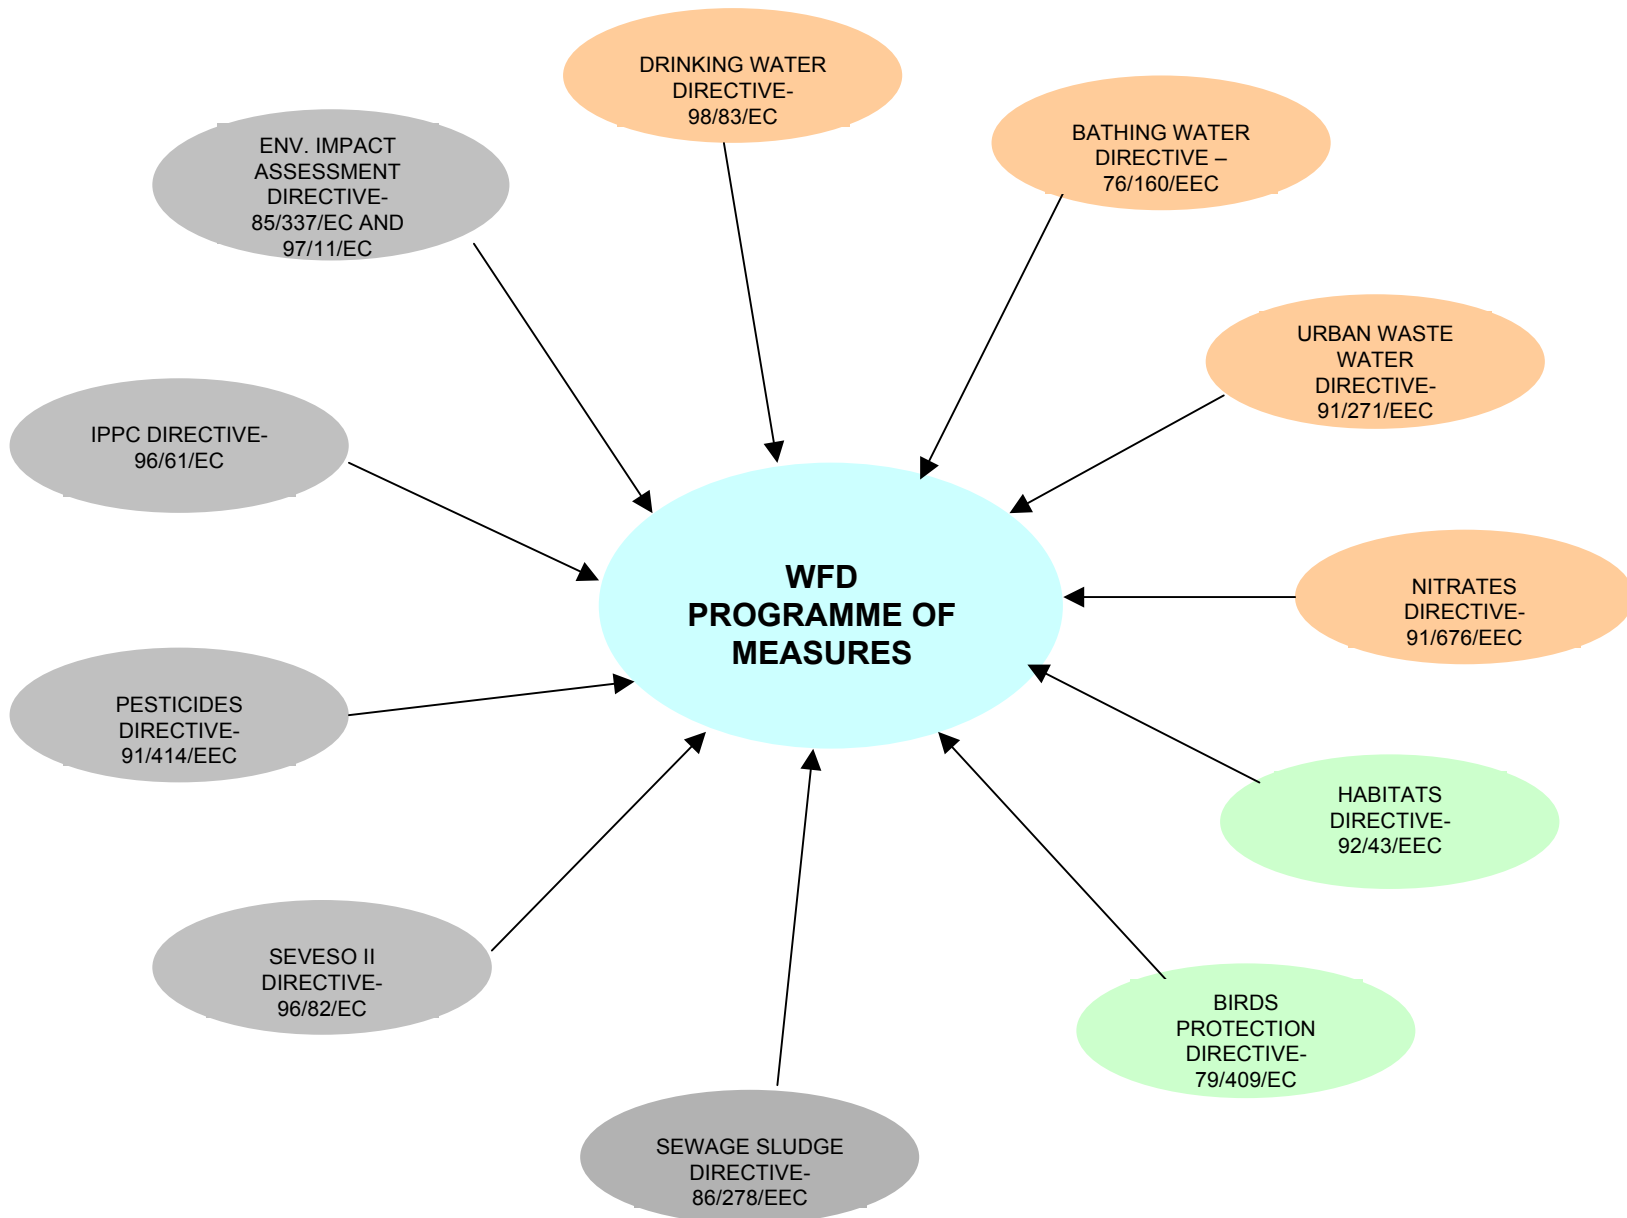 DRINKING WATER
DIRECTIVE-
98/83/EC
BATHING WATER
DIRECTIVE –
76/160/EEC
ENV. IMPACT
ASSESSMENT
DIRECTIVE-
85/337/EC AND
97/11/EC
URBAN WASTE
WATER
DIRECTIVE-
91/271/EEC
IPPC DIRECTIVE-
96/61/EC
WFD
PROGRAMME OF
MEASURES
NITRATES
DIRECTIVE-
91/676/EEC
PESTICIDES
DIRECTIVE-
91/414/EEC
HABITATS
DIRECTIVE-
92/43/EEC
SEVESO II
DIRECTIVE-
96/82/EC
BIRDS
PROTECTION
DIRECTIVE-
79/409/EC
SEWAGE SLUDGE
DIRECTIVE-
86/278/EEC